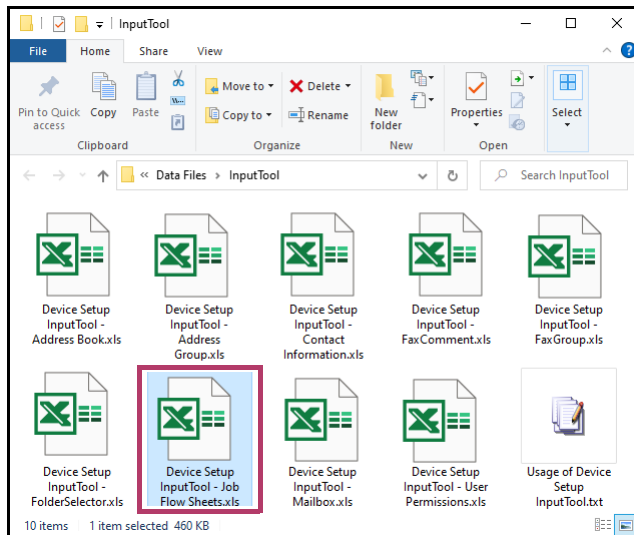 InputTool
File Home Share View
Pin to Quick access
Copy
Paste
Move to
Copy to
Delete
Rename
New folder
Properties
Select
Clipboard Organize New Open
« Data Files › InputTool
Search InputTool
Device Setup
InputTool -
Address Book.xls
Device Setup
InputTool -
Address
Group.xls
Device Setup
InputTool -
Contact
Information.xls
Device Setup
InputTool -
FaxComment.xls
Device Setup
InputTool -
FaxGroup.xls
Device Setup
InputTool -
FolderSelector.xls
Device Setup
InputTool - Job
Flow Sheets.xls
Device Setup
InputTool -
Mailbox.xls
Device Setup
InputTool - User
Permissions.xls
Usage of Device
Setup
InputTool.txt
10 items 1 item selected 460 KB